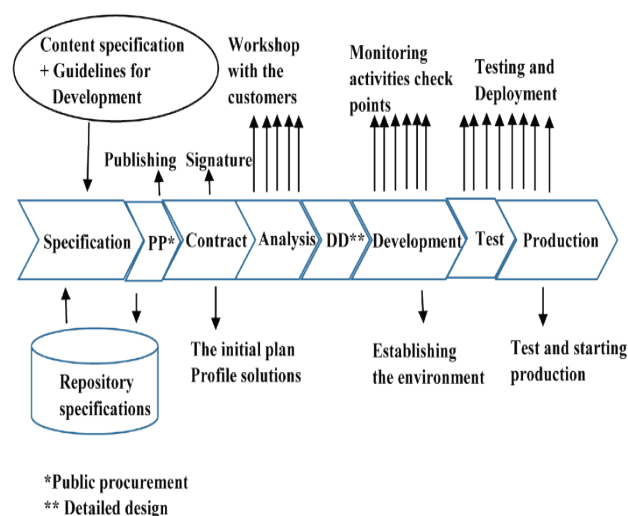 Content specification
+ Guidelines for
Development
Workshop
with the
customers
Monitoring
activities check
points
Testing and
Deployment
Publishing
Signature
Specification
PP*
Contract
Analysis
DD**
Development
Test
Production
Repository
specifications
The initial plan
Profile solutions
Establishing
the environment
Test and starting
production
*Public procurement
** Detailed design